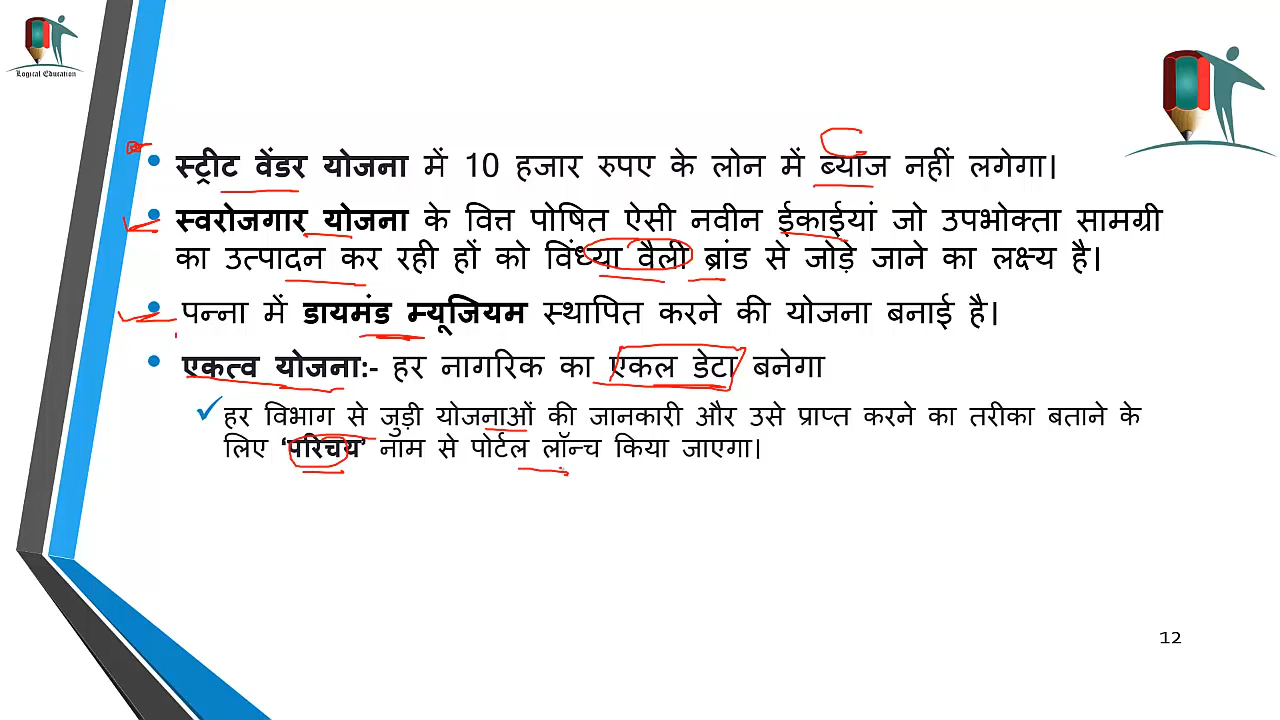 Logical Education
स्ट्रीट वेंडर योजना में 10 हजार रुपए के लोन में ब्याज नहीं लगेगा।
स्वरोजगार योजना के वित्त पोषित ऐसी नवीन ईकाईयां जो उपभोक्ता सामग्री
का उत्पादन कर रही हों को विंध्या वैली ब्रांड से जोड़े जाने का लक्ष्य है।
पन्ना में डायमंड म्यूजियम स्थापित करने की योजना बनाई है।
एकत्व योजनाः- हर नागरिक का एकल डेटा बनेगा
हर विभाग से जुड़ी योजनाओं की जानकारी और उसे प्राप्त करने का तरीका बताने के
लिए ‘परिचय’ नाम से पोर्टल लॉन्च किया जाएगा।
12